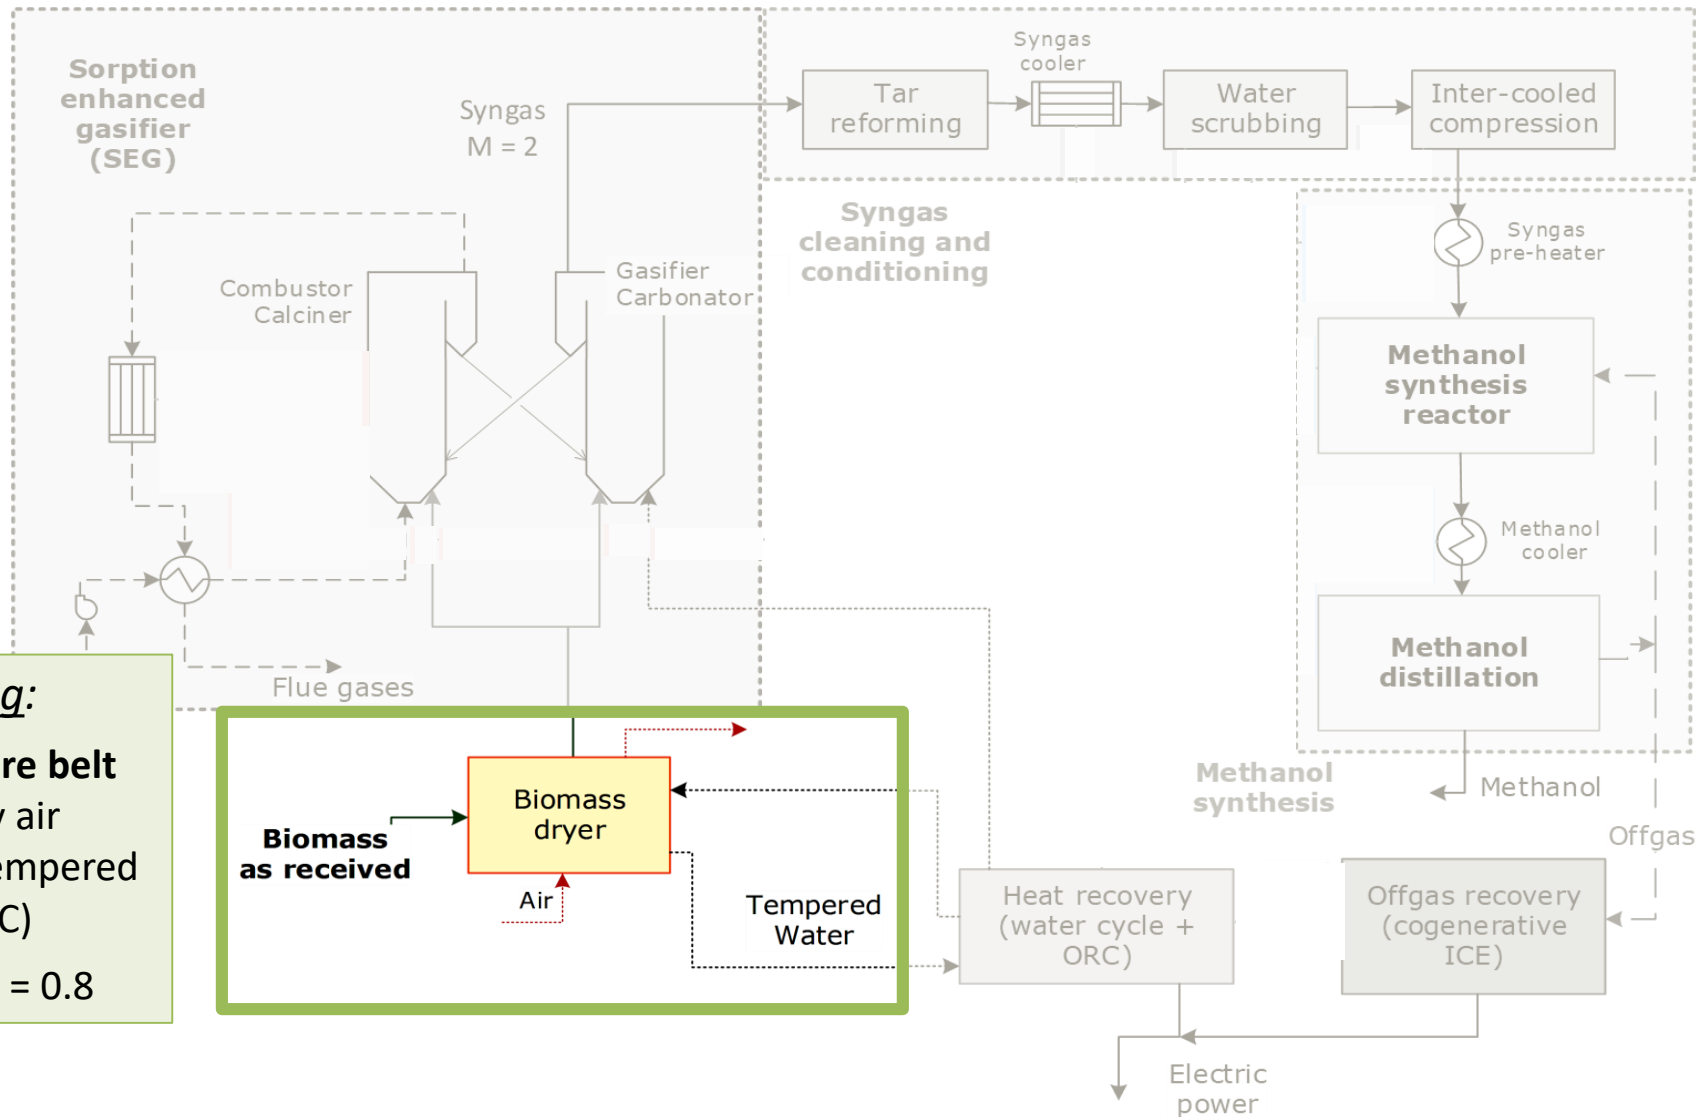 Sorption
enhanced
gasifier
(SEG)
Syngas
M = 2
Syngas
cooler
Tar
reforming
Water
scrubbing
Inter-cooled
compression
Syngas
cleaning and
conditioning
Syngas
pre-heater
Combustor
Calciner
Gasifier
Carbonator
Methanol
synthesis
reactor
Methanol
cooler
Methanol
distillation
Flue gases
g:
re belt
air
empered
C)
= 0.8
Biomass
dryer
Biomass
as received
Air
Tempered
Water
Methanol
synthesis
Methanol
Offgas
Heat recovery
(water cycle +
ORC)
Offgas recovery
(cogenerative
ICE)
Electric
power